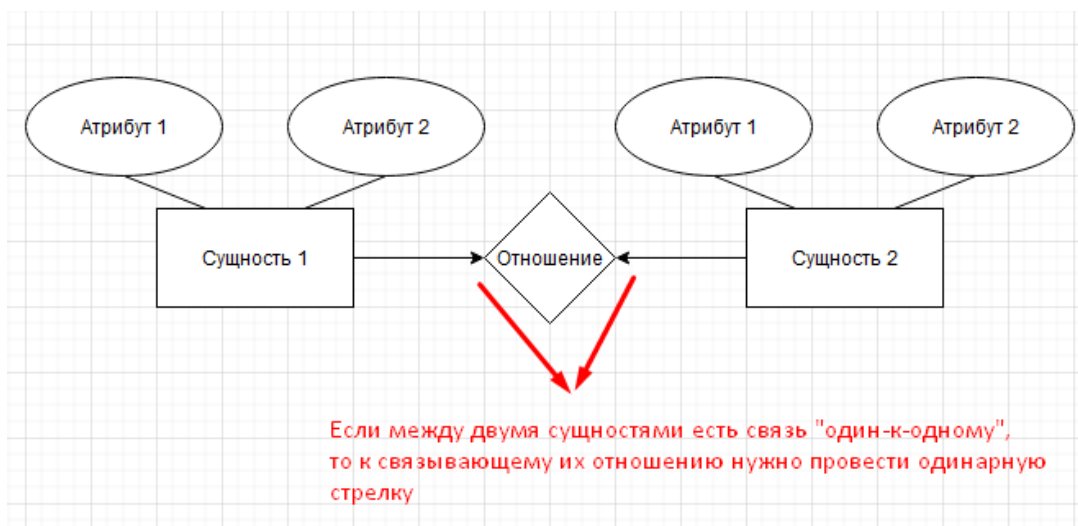 Атрибут 1
Атрибут 2
Атрибут 1
Атрибут 2
Сущность 1
Отношение
Сущность 2
Если между двумя сущностями есть связь "один-к-одному",
то к связывающему их отношению нужно провести одинарную
стрелку